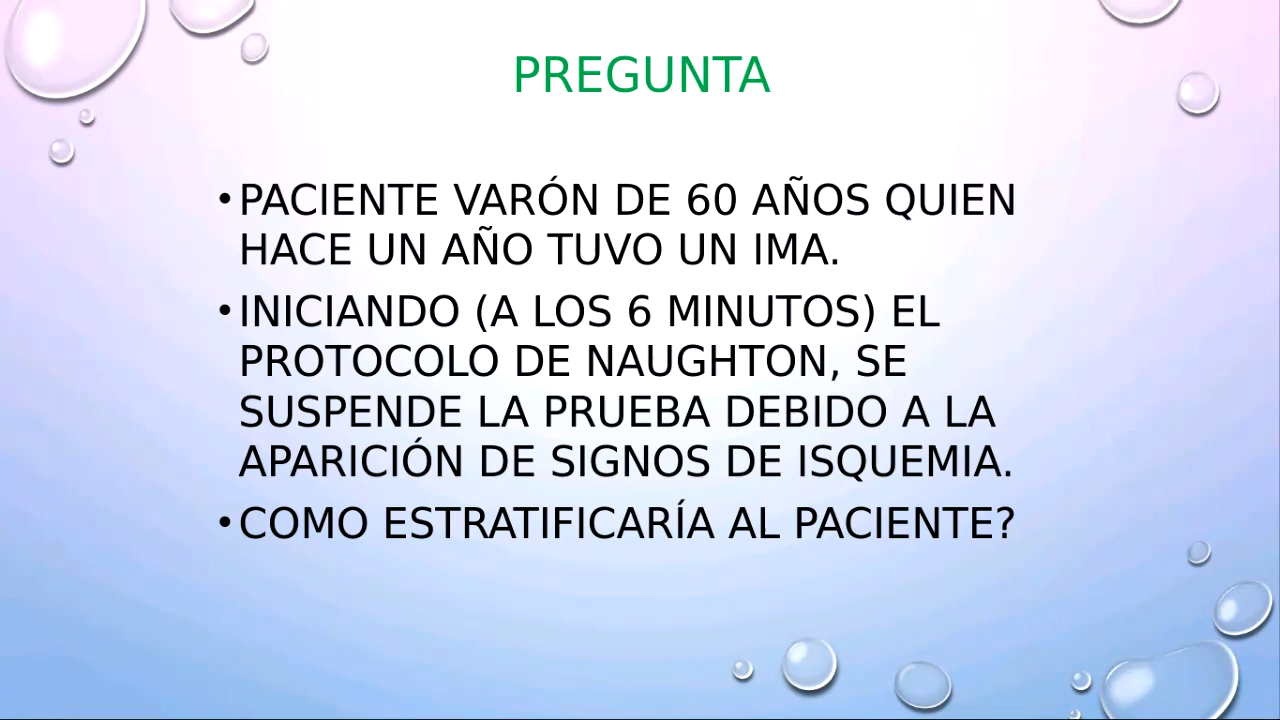 PREGUNTA
• PACIENTE VARÓN DE 60 AÑOS QUIEN
HACE UN AÑO TUVO UN IMA.
• INICIANDO (A LOS 6 MINUTOS) EL
PROTOCOLO DE NAUGHTON, SE
SUSPENDE LA PRUEBA DEBIDO A LA
APARICIÓN DE SIGNOS DE ISQUEMIA.
• COMO ESTRATIFICARÍA AL PACIENTE?